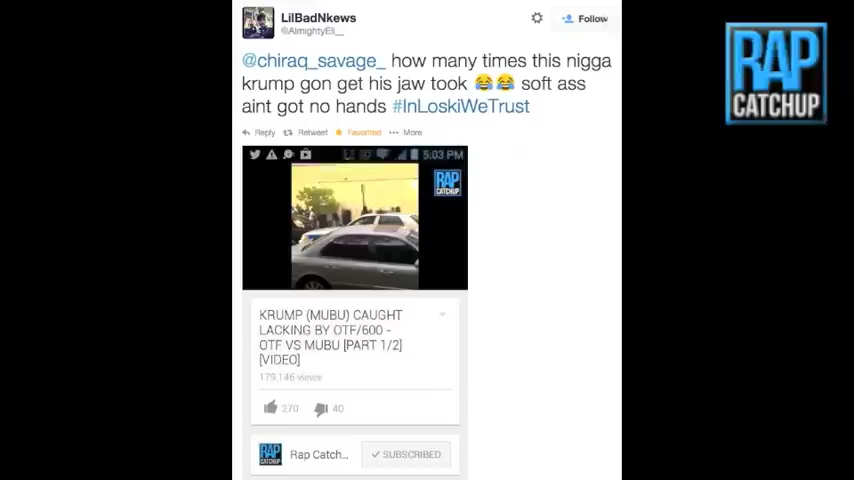 LilBadNkews
@AlmightyEli__
Follow
@chiraq_savage_ how many times this nigga
krump gon get his jaw took 😂😂 soft ass
aint got no hands #InLoskiWeTrust
Reply Retweet Favorited More
5:03 PM
RAP
CATCHUP
KRUMP (MUBU) CAUGHT
LACKING BY OTF/600 -
OTF VS MUBU [PART 1/2]
[VIDEO]
179,146 views
270 40
RAP
CATCHUP
Rap Catch...
SUBSCRIBED
RAP
CATCHUP